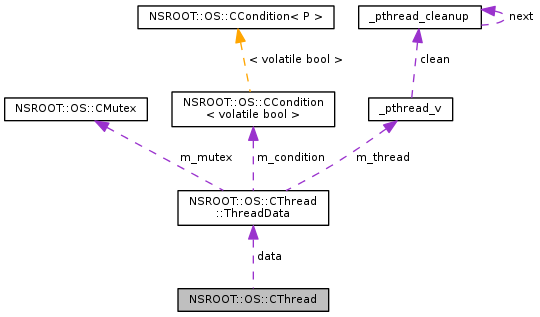 NSROOT::OS::CCondition< P >
_pthread_cleanup
next
< volatile bool >
clean
NSROOT::OS::CMutex
NSROOT::OS::CCondition
< volatile bool >
_pthread_v
m_mutex
m_condition
m_thread
NSROOT::OS::CThread
::ThreadData
data
NSROOT::OS::CThread